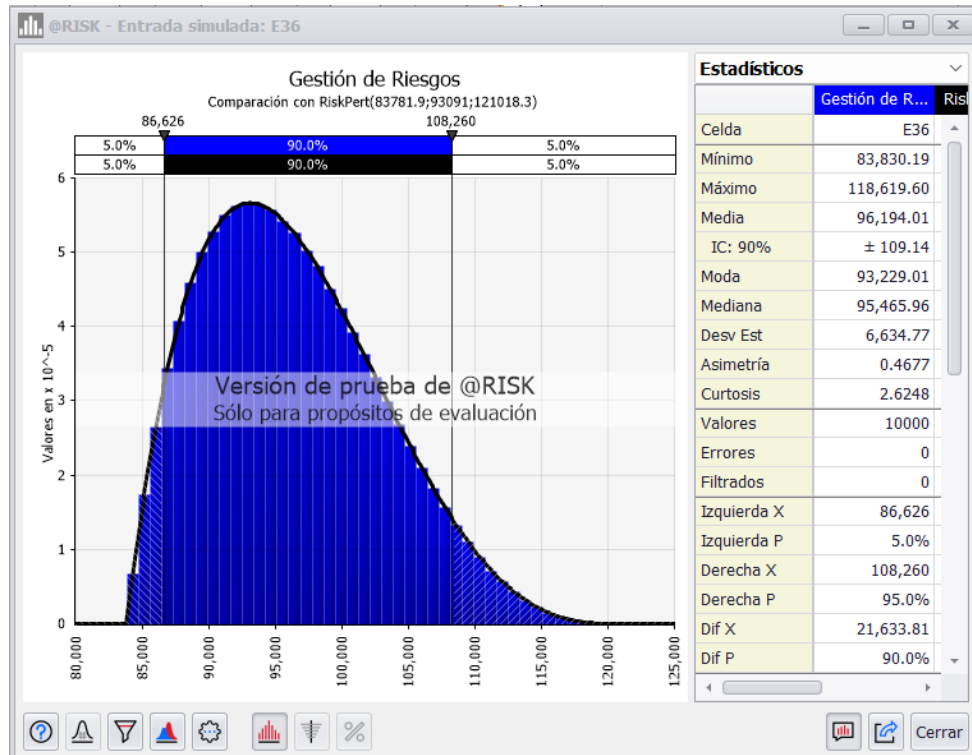 @RISK - Entrada simulada: E36
Gestión de Riesgos
Comparación con RiskPert(83781.9;93091;121018.3)
86,626 108,260
5.0% 90.0% 5.0%
5.0% 90.0% 5.0%
6
5
4
3
2
1
0
Valores en x 10^-5
80,000 85,000 90,000 95,000 100,000 105,000 110,000 115,000 120,000 125,000
Versión de prueba de @RISK
Sólo para propósitos de evaluación
Estadísticos
Gestión de R... Ris
Celda E36
Mínimo 83,830.19
Máximo 118,619.60
Media 96,194.01
IC: 90% ± 109.14
Moda 93,229.01
Mediana 95,465.96
Desv Est 6,634.77
Asimetría 0.4677
Curtosis 2.6248
Valores 10000
Errores 0
Filtrados 0
Izquierda X 86,626
Izquierda P 5.0%
Derecha X 108,260
Derecha P 95.0%
Dif X 21,633.81
Dif P 90.0%
Cerrar